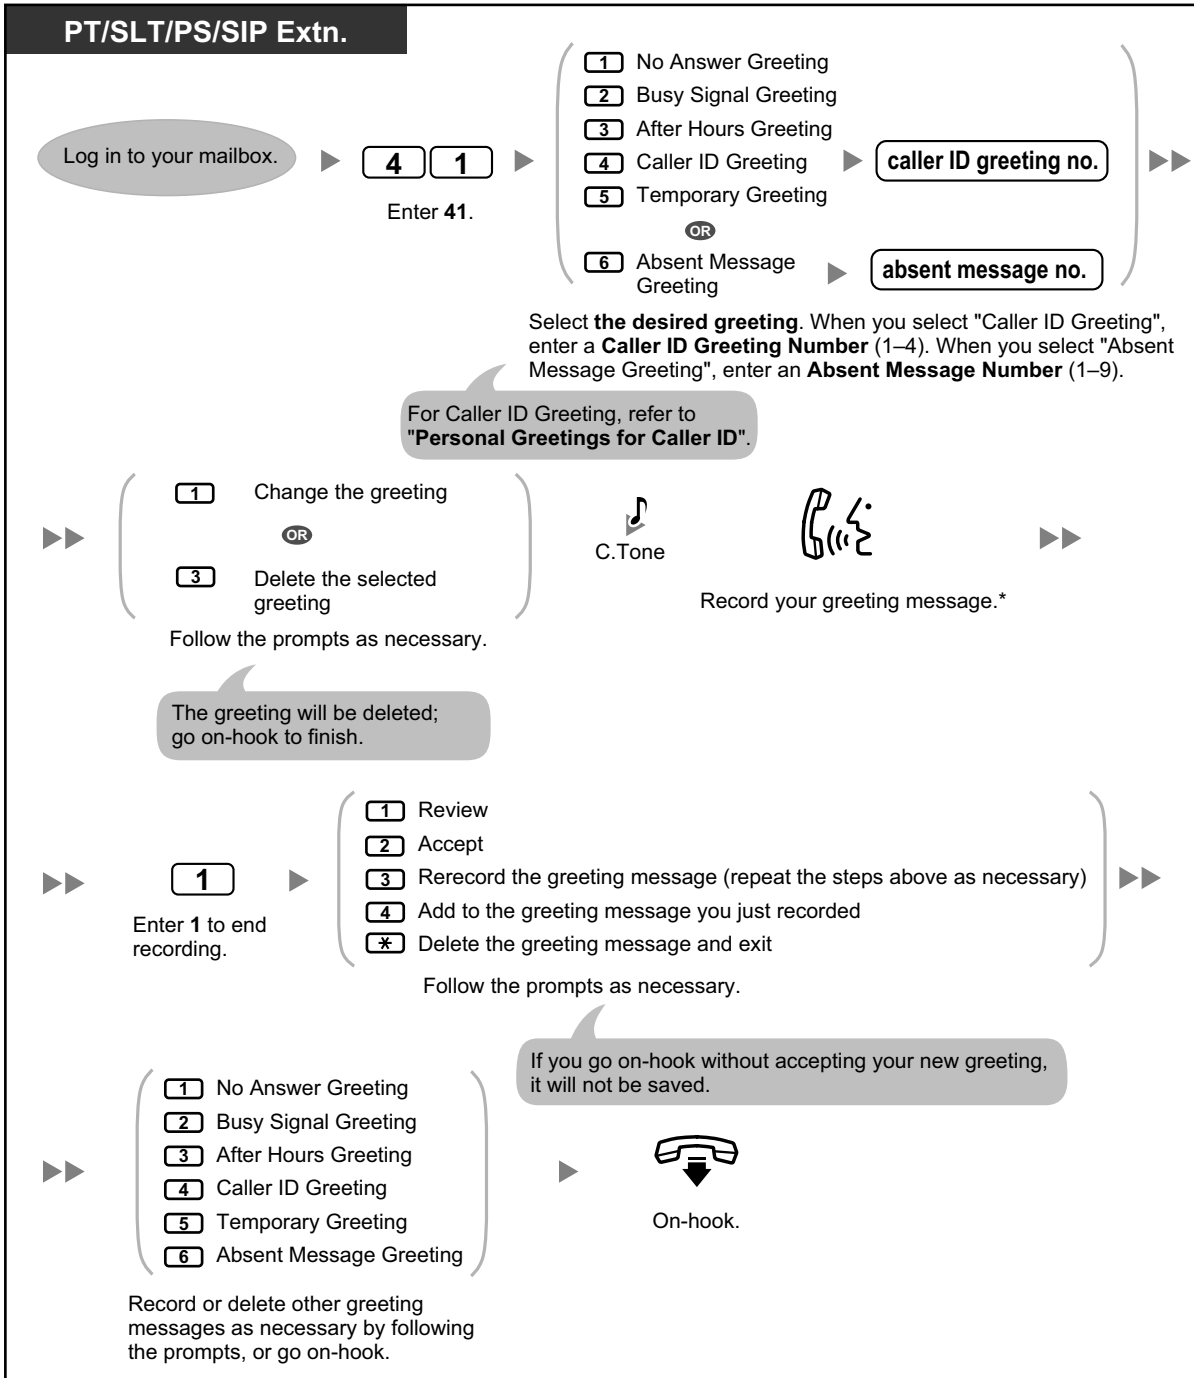 PT/SLT/PS/SIP Extn.
Log in to your mailbox.
4 1
Enter 41.
1 No Answer Greeting
2 Busy Signal Greeting
3 After Hours Greeting
4 Caller ID Greeting
caller ID greeting no.
5 Temporary Greeting
OR
6 Absent Message
Greeting
absent message no.
Select the desired greeting. When you select "Caller ID Greeting",
enter a Caller ID Greeting Number (1–4). When you select "Absent
Message Greeting", enter an Absent Message Number (1–9).
For Caller ID Greeting, refer to
"Personal Greetings for Caller ID".
1 Change the greeting
OR
3 Delete the selected
greeting
Follow the prompts as necessary.
C.Tone
Record your greeting message.*
The greeting will be deleted;
go on-hook to finish.
1
Enter 1 to end
recording.
1 Review
2 Accept
3 Rerecord the greeting message (repeat the steps above as necessary)
4 Add to the greeting message you just recorded
* Delete the greeting message and exit
Follow the prompts as necessary.
If you go on-hook without accepting your new greeting,
it will not be saved.
1 No Answer Greeting
2 Busy Signal Greeting
3 After Hours Greeting
4 Caller ID Greeting
5 Temporary Greeting
6 Absent Message Greeting
Record or delete other greeting
messages as necessary by following
the prompts, or go on-hook.
On-hook.